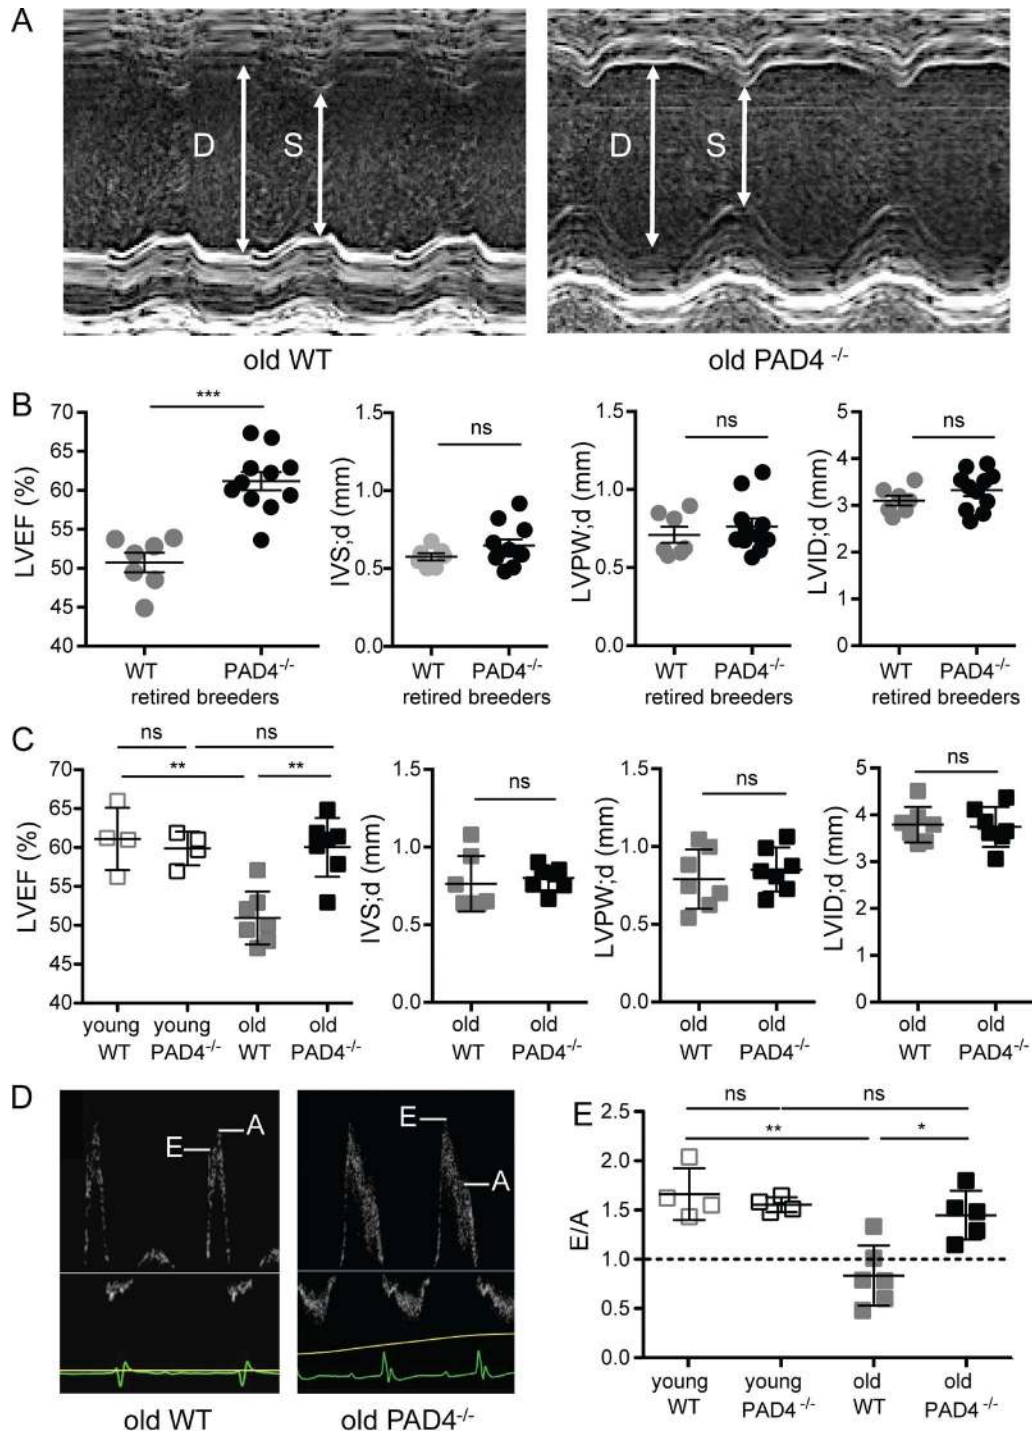 A
D
S
D
S
old WT
old PAD4 -/-
B
***
70
65
60
55
50
45
40
LVEF (%)
WT
PAD4-/-
retired breeders
ns
1.5
1.0
0.5
0.0
IVS;d (mm)
WT
PAD4-/-
retired breeders
ns
1.5
1.0
0.5
0.0
LVPW;d (mm)
WT
PAD4-/-
retired breeders
ns
5
4
3
2
1
0
LVID;d (mm)
WT
PAD4-/-
retired breeders
C
ns
ns
**
**
70
65
60
55
50
45
40
LVEF (%)
young
WT
young
PAD4-/-
old
WT
old
PAD4-/-
ns
1.5
1.0
0.5
0.0
IVS;d (mm)
old
WT
old
PAD4-/-
ns
1.5
1.0
0.5
0.0
LVPW;d (mm)
old
WT
old
PAD4-/-
ns
5
4
3
2
1
0
LVID;d (mm)
old
WT
old
PAD4-/-
D
E
A
E
A
old WT
old PAD4-/-
E
ns
ns
**
*
2.5
2.0
1.5
1.0
0.5
0.0
E/A
young
WT
young
PAD4-/-
old
WT
old
PAD4-/-